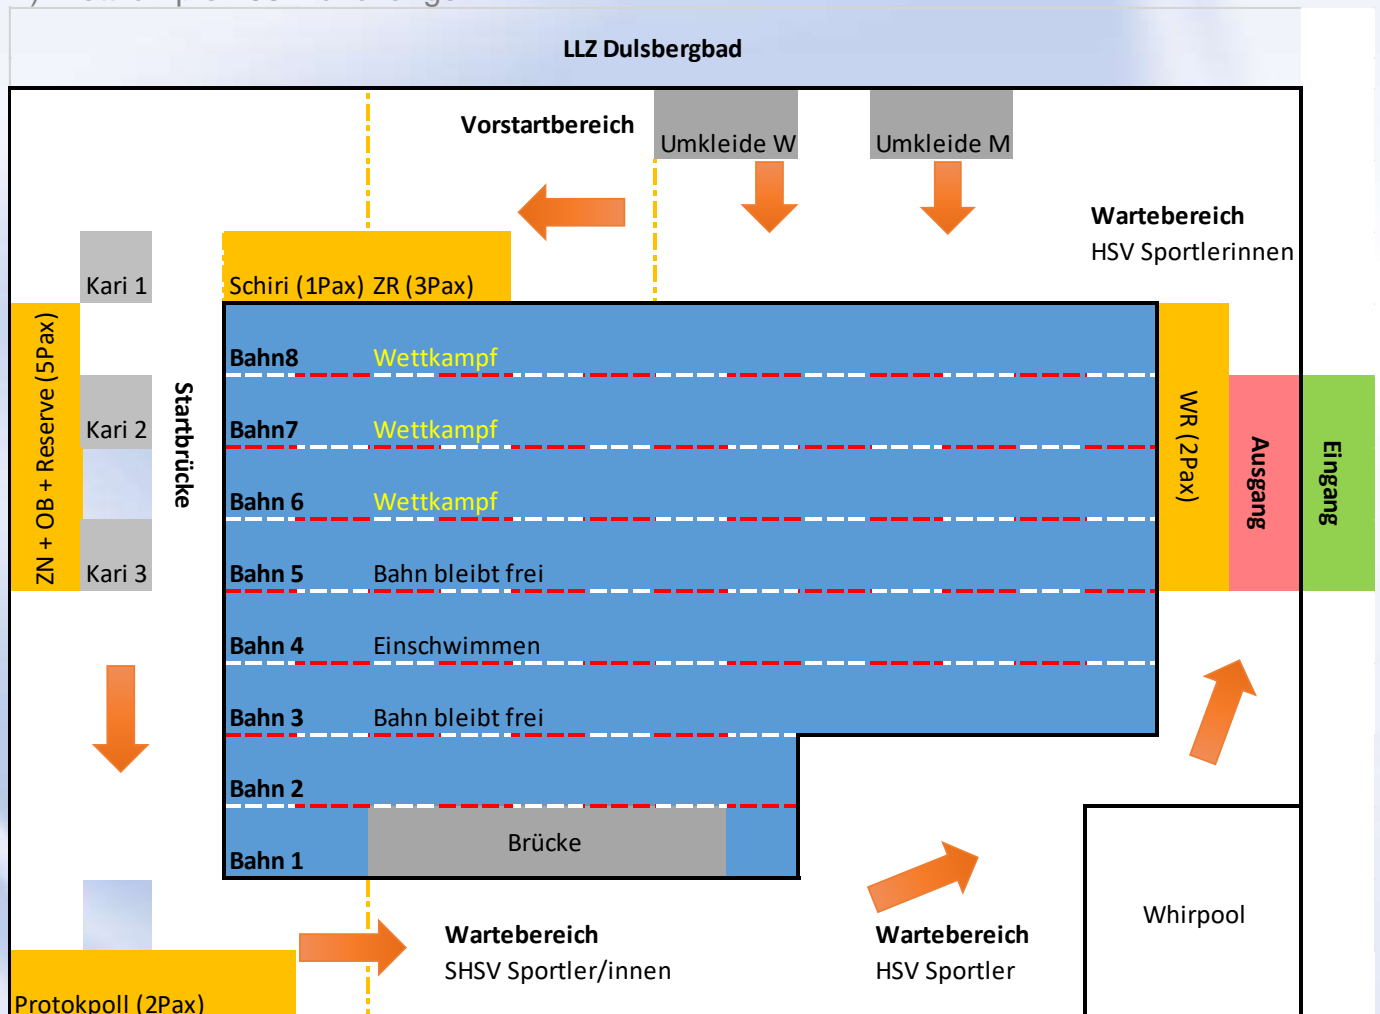 LLZ Dulsbergbad
Vorstartbereich
Umkleide W
Umkleide M
Wartebereich
HSV Sportlerinnen
Kari 1
Schiri (1Pax)
ZR (3Pax)
ZN + OB + Reserve (5Pax)
Kari 2
Kari 3
Startbrücke
Bahn8
Wettkampf
Bahn7
Wettkampf
Bahn 6
Wettkampf
Bahn 5
Bahn bleibt frei
Bahn 4
Einschwimmen
Bahn 3
Bahn bleibt frei
Bahn 2
Bahn 1
Brücke
WR (2Pax)
Ausgang
Eingang
Wartebereich
SHSV Sportler/innen
Wartebereich
HSV Sportler
Whirpool
Protokpoll (2Pax)